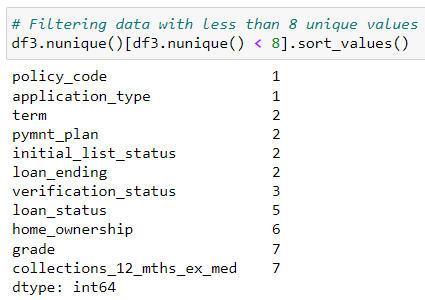 # Filtering data with less than 8 unique values
df3.nunique()[df3.nunique() < 8].sort_values()
policy_code 1
application_type 1
term 2
pymnt_plan 2
initial_list_status 2
loan_ending 2
verification_status 3
loan_status 5
home_ownership 6
grade 7
collections_12_mths_ex_med 7
dtype: int64